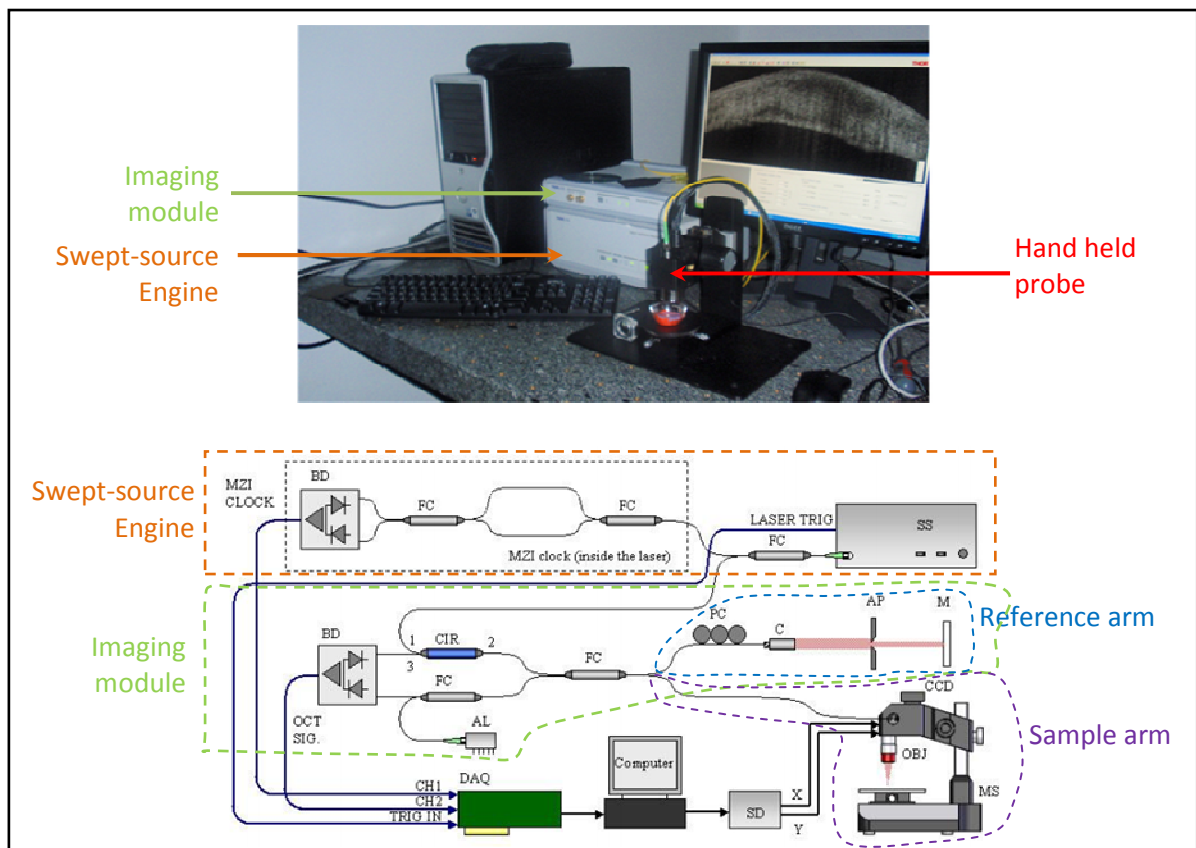 Imaging
module
Swept-source
Engine
Hand held
probe
Swept-source
Engine
MZI
CLOCK
BD
FC
FC
MZI clock (inside the laser)
LASER TRIG
FC
SS
Imaging
module
BD
1
CIR
2
3
FC
FC
PC
C
AP
M
Reference arm
OCT
SIG.
AL
CCD
OBJ
MS
Sample arm
CH1
CH2
TRIG IN
DAQ
Computer
SD
X
Y